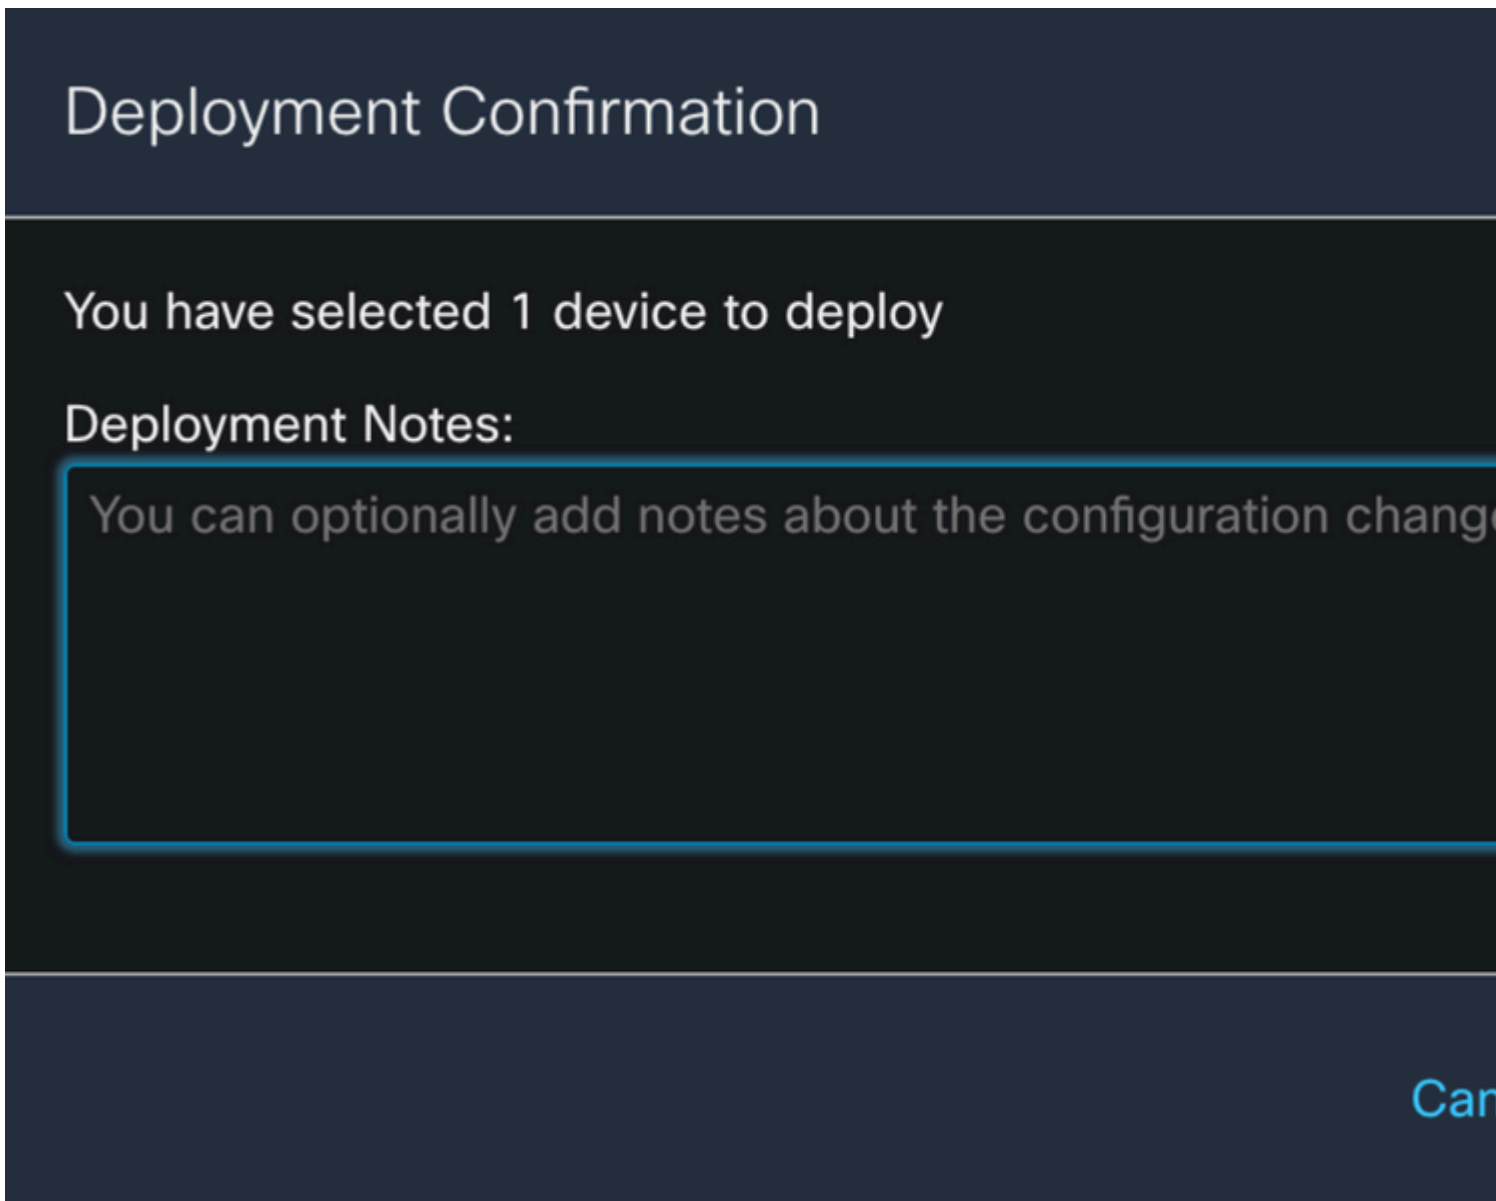 Deployment Confirmation
You have selected 1 device to deploy
Deployment Notes:
You can optionally add notes about the configuration